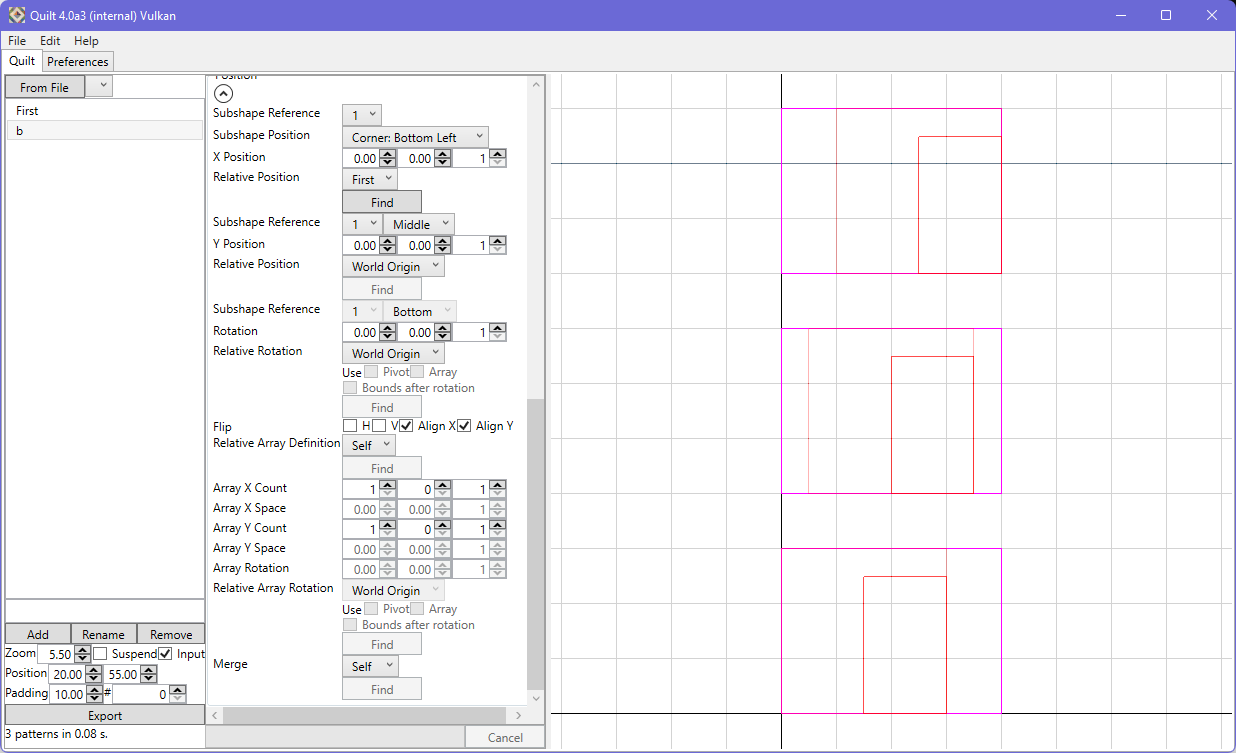 Quilt 4.0a3 (internal) Vulkan
File Edit Help
Quilt Preferences
From File
First
b
Position
Subshape Reference 1
Subshape Position Corner: Bottom Left
X Position 0.00 0.00 1
Relative Position First
Find
Subshape Reference 1 Middle
Y Position 0.00 0.00 1
Relative Position World Origin
Find
Subshape Reference 1 Bottom
Rotation 0.00 0.00 1
Relative Rotation World Origin
Use Pivot Array
Bounds after rotation
Find
Flip H V Align X Align Y
Relative Array Definition Self
Find
Array X Count 1 0 1
Array X Space 0.00 0.00 1
Array Y Count 1 0 1
Array Y Space 0.00 0.00 1
Array Rotation 0.00 0.00 1
Relative Array Rotation World Origin
Use Pivot Array
Bounds after rotation
Find
Merge Self
Find
Cancel
Add Rename Remove
Zoom 5.50 Suspend Input
Position 20.00 55.00
Padding 10.00 # 0
Export
3 patterns in 0.08 s.